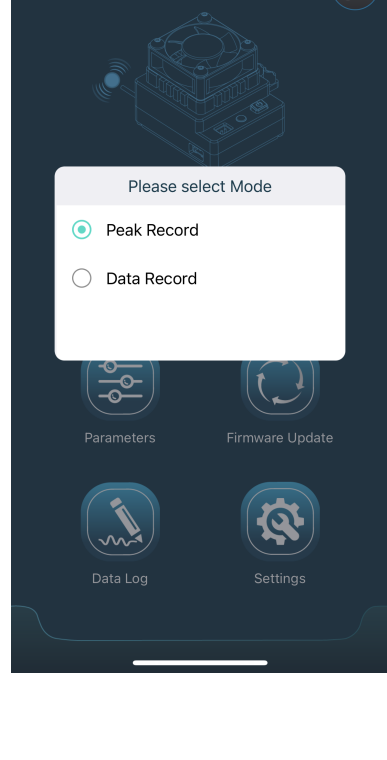 Please select Mode
Peak Record
Data Record
Parameters
Firmware Update
Data Log
Settings